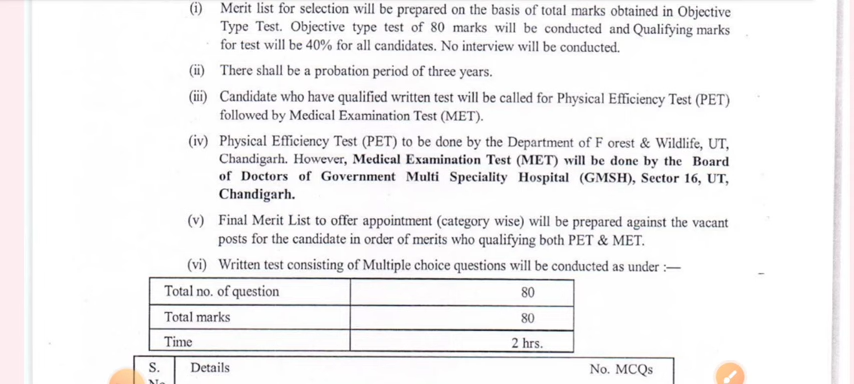 (i) Merit list for selection will be prepared on the basis of total marks obtained in Objective
Type Test. Objective type test of 80 marks will be conducted and Qualifying marks
for test will be 40% for all candidates. No interview will be conducted.
(ii) There shall be a probation period of three years.
(iii) Candidate who have qualified written test will be called for Physical Efficiency Test (PET)
followed by Medical Examination Test (MET).
(iv) Physical Efficiency Test (PET) to be done by the Department of F orest & Wildlife, UT,
Chandigarh. However, Medical Examination Test (MET) will be done by the Board
of Doctors of Government Multi Speciality Hospital (GMSH), Sector 16, UT,
Chandigarh.
(v) Final Merit List to offer appointment (category wise) will be prepared against the vacant
posts for the candidate in order of merits who qualifying both PET & MET.
(vi) Written test consisting of Multiple choice questions will be conducted as under :—
Total no. of question 80
Total marks 80
Time 2 hrs.
S. Details No. MCQs